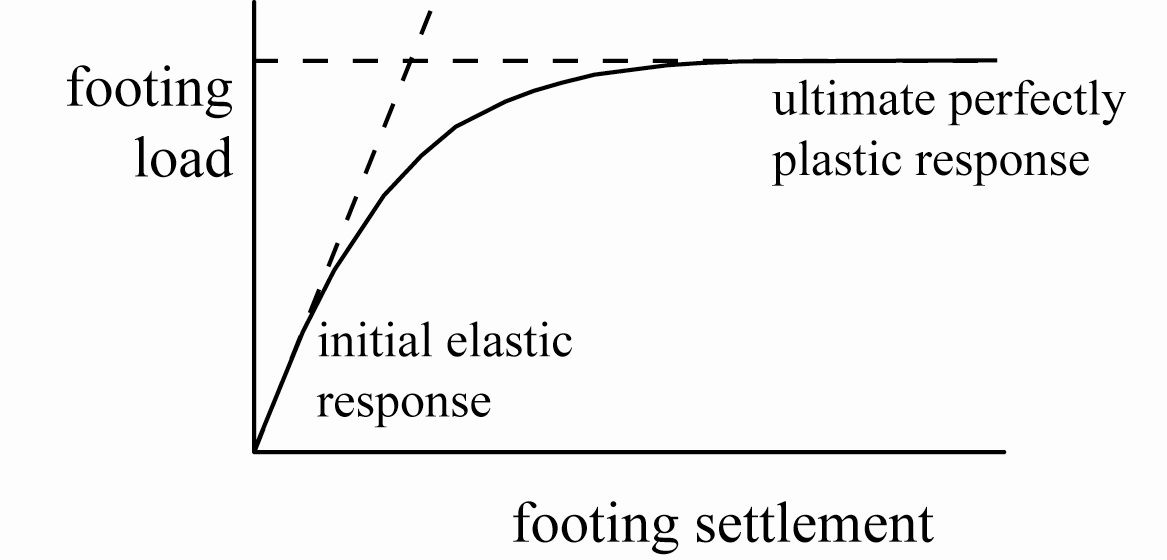 footing
load
ultimate perfectly
plastic response
initial elastic
response
footing settlement